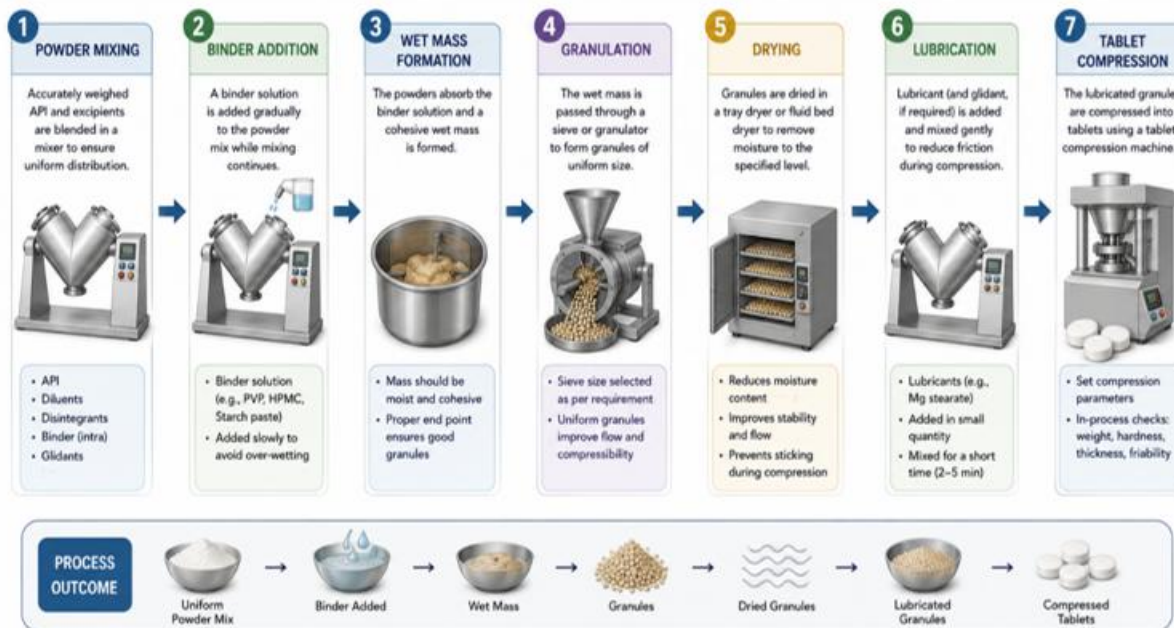 1
POWDER MIXING
Accurately weighed
API and excipients
are blended in a
mixer to ensure
uniform distribution.
• API
• Diluents
• Disintegrants
• Binder (intra)
• Glidants
2
BINDER ADDITION
A binder solution
is added gradually
to the powder
mix while mixing
continues.
• Binder solution
(e.g., PVP, HPMC,
Starch paste)
• Added slowly to
avoid over-wetting
3
WET MASS
FORMATION
The powders absorb the
binder solution and a
cohesive wet mass
is formed.
• Mass should be
moist and cohesive
• Proper end point
ensures good
granules
4
GRANULATION
The wet mass is
passed through a
sieve or granulator
to form granules of
uniform size.
• Sieve size selected
as per requirement
• Uniform granules
improve flow and
compressibility
5
DRYING
Granules are dried in
a tray dryer or fluid bed
dryer to remove
moisture to the
specified level.
• Reduces moisture
content
• Improves stability
and flow
• Prevents sticking
during compression
6
LUBRICATION
Lubricant (and glidant,
if required) is added
and mixed gently
to reduce friction
during compression.
• Lubricants (e.g.,
Mg stearate)
• Added in small
quantity
• Mixed for a short
time (2–5 min)
7
TABLET
COMPRESSION
The lubricated granule
are compressed into
tablets using a tablet
compression machine
• Set compression
parameters
• In-process checks:
weight, hardness,
thickness, friability
PROCESS
OUTCOME
Uniform
Powder Mix
Binder Added
Wet Mass
Granules
Dried Granules
Lubricated
Granules
Compressed
Tablets